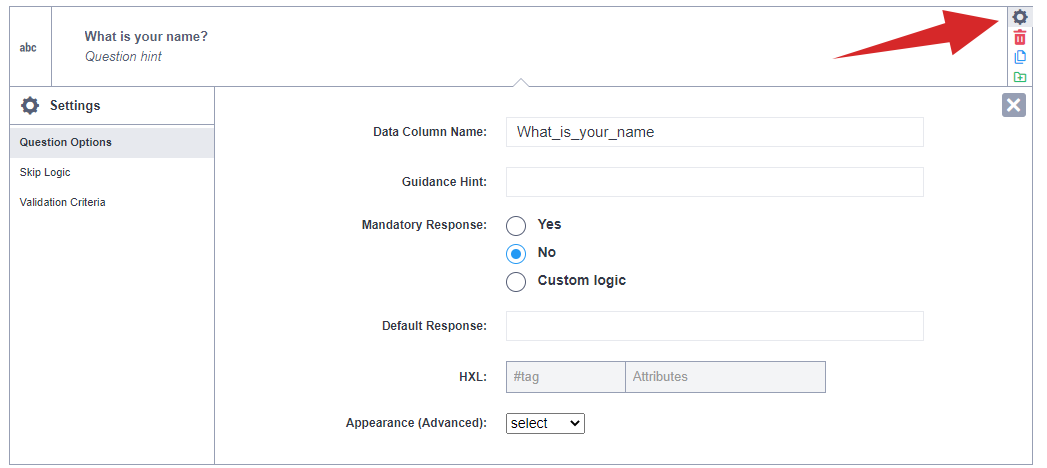 abc
What is your name?
Question hint
Settings
Question Options
Skip Logic
Validation Criteria
Data Column Name: What_is_your_name
Guidance Hint:
Mandatory Response: Yes
No
Custom logic
Default Response:
HXL: #tag Attributes
Appearance (Advanced): select